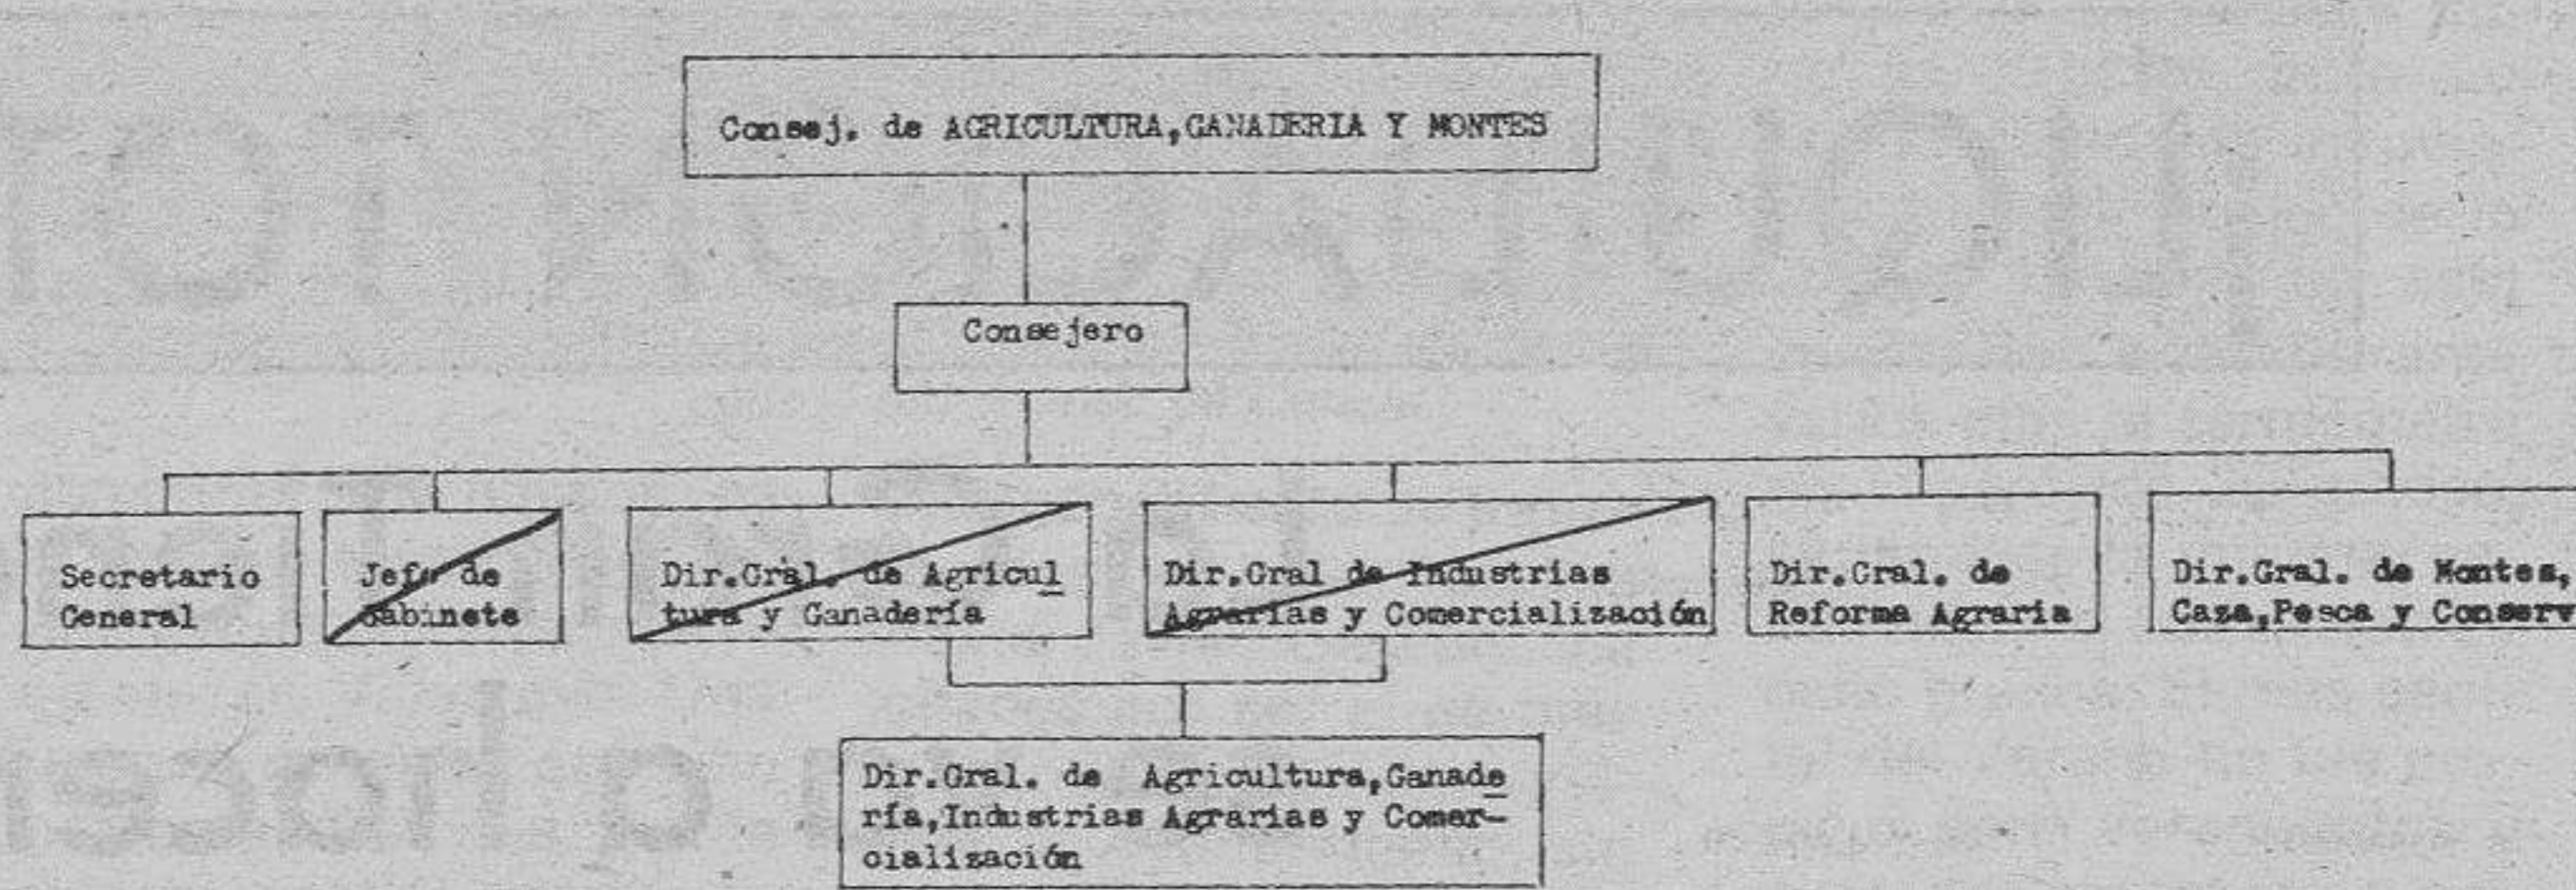 Consej. de AGRICULTURA,GANADERIA Y MONTES
Consejero
Secretario
General
Jefe de
Gabinete
Dir.Gral. de Agricul
tura y Ganadería
Dir.Gral de Industrias
Agrarias y Comercialización
Dir.Gral. de
Reforma Agraria
Dir.Gral. de Montes,
Caza,Pesca y Conserv
Dir.Gral. de Agricultura,Ganade
ría,Industrias Agrarias y Comer-
cialización